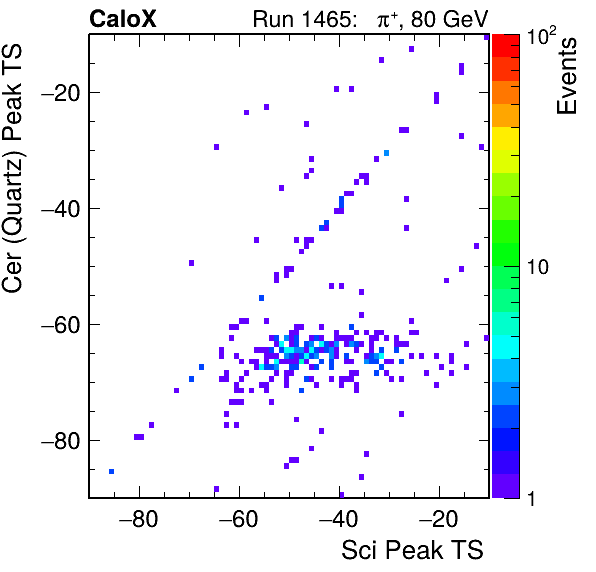 CaloX Run 1465: π⁺, 80 GeV
Cer (Quartz) Peak TS
−20
−40
−60
−80
−80 −60 −40 −20
Sci Peak TS
10²
10
1
Events